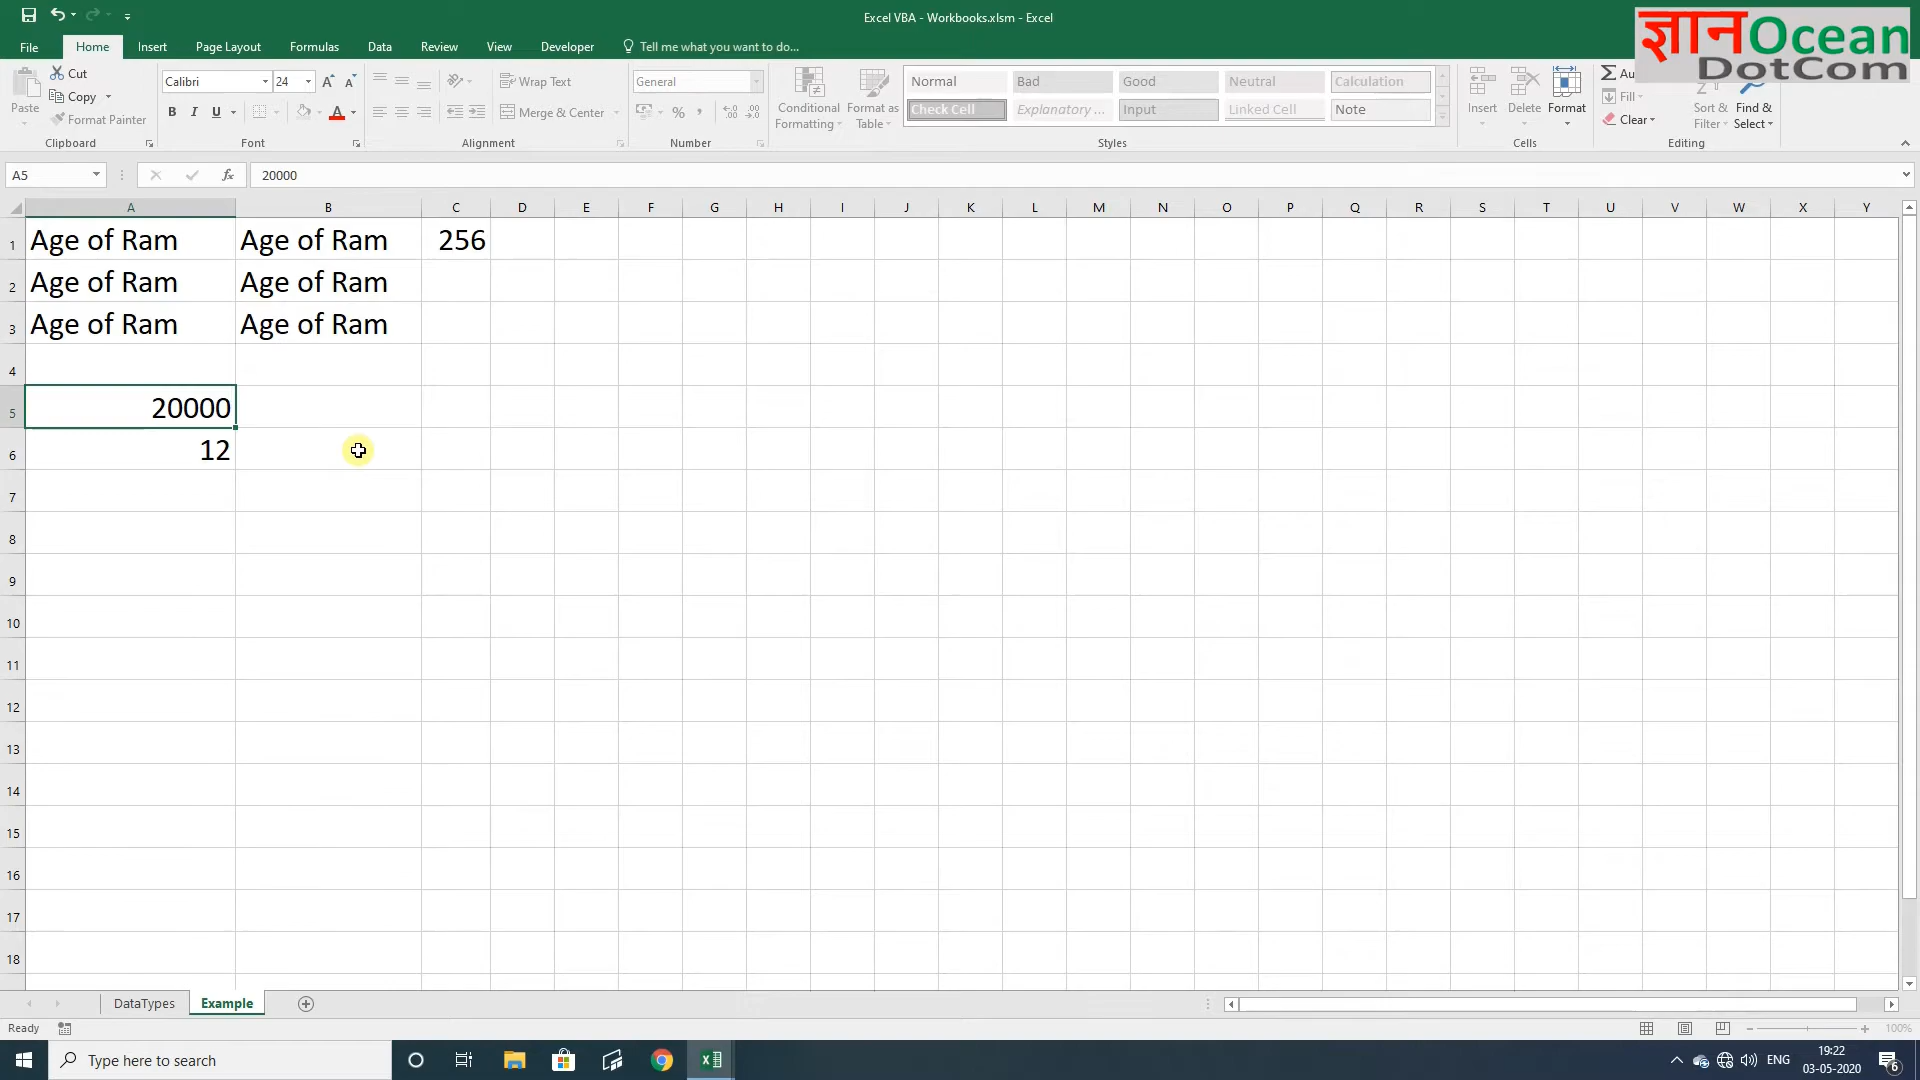 Excel VBA - Workbooks.xlsm - Excel
ज्ञानOcean
DotCom
File Home Insert Page Layout Formulas Data Review View Developer Tell me what you want to do...
Cut
Copy
Format Painter
Paste
Clipboard
Calibri 24
B I U
Font
Wrap Text
Merge & Center
Alignment
General
%
Number
Conditional Formatting
Format as Table
Normal Bad Good Neutral Calculation
Check Cell Explanatory ... Input Linked Cell Note
Styles
Insert Delete Format
Cells
Fill
Clear
Sort & Filter
Find & Select
Editing
A5 fx 20000
A B C D E F G H I J K L M N O P Q R S T U V W X Y
1 Age of Ram Age of Ram 256
2 Age of Ram Age of Ram
3 Age of Ram Age of Ram
4
5 20000
6 12
7
8
9
10
11
12
13
14
15
16
17
18
DataTypes Example
Ready 100%
Type here to search
ENG 19:22
03-05-2020
6